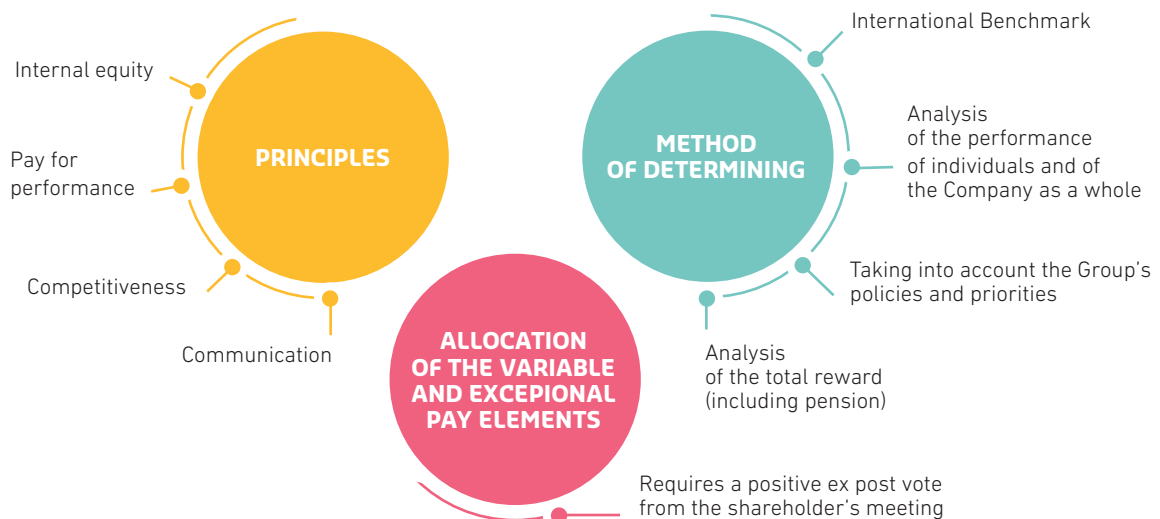 PRINCIPLES
Internal equity
Pay for
performance
Competitiveness
Communication
METHOD
OF DETERMINING
International Benchmark
Analysis
of the performance
of individuals and of
the Company as a whole
Taking into account the Group’s
policies and priorities
Analysis
of the total reward
(including pension)
ALLOCATION
OF THE VARIABLE
AND EXCEPIONAL
PAY ELEMENTS
Requires a positive ex post vote
from the shareholder’s meeting